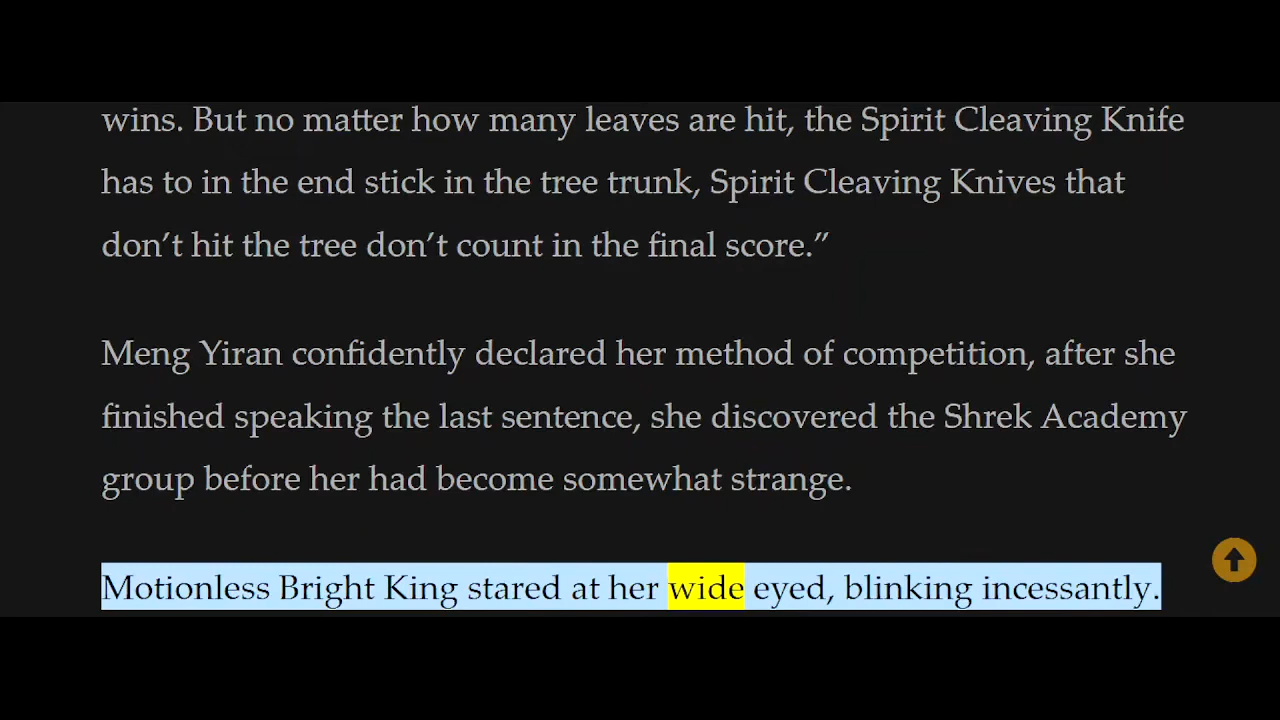 wins. But no matter how many leaves are hit, the Spirit Cleaving Knife
has to in the end stick in the tree trunk, Spirit Cleaving Knives that
don’t hit the tree don’t count in the final score.”
Meng Yiran confidently declared her method of competition, after she
finished speaking the last sentence, she discovered the Shrek Academy
group before her had become somewhat strange.
Motionless Bright King stared at her wide eyed, blinking incessantly.